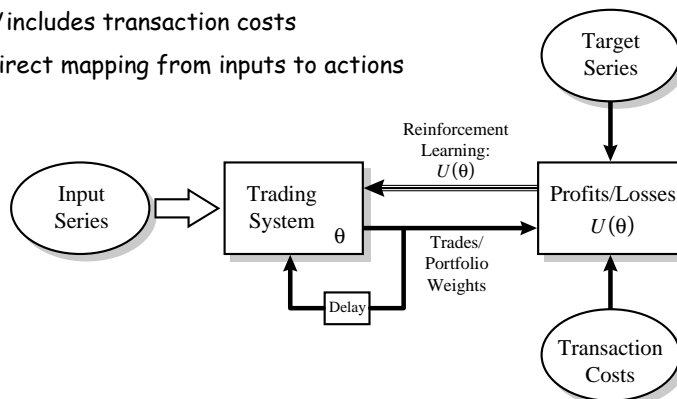 /includes transaction costs
irect mapping from inputs to actions
Target
Series
Reinforcement
Learning:
U(θ)
Input
Series
Trading
System
θ
Profits/Losses
U(θ)
Trades/
Portfolio
Weights
Delay
Transaction
Costs